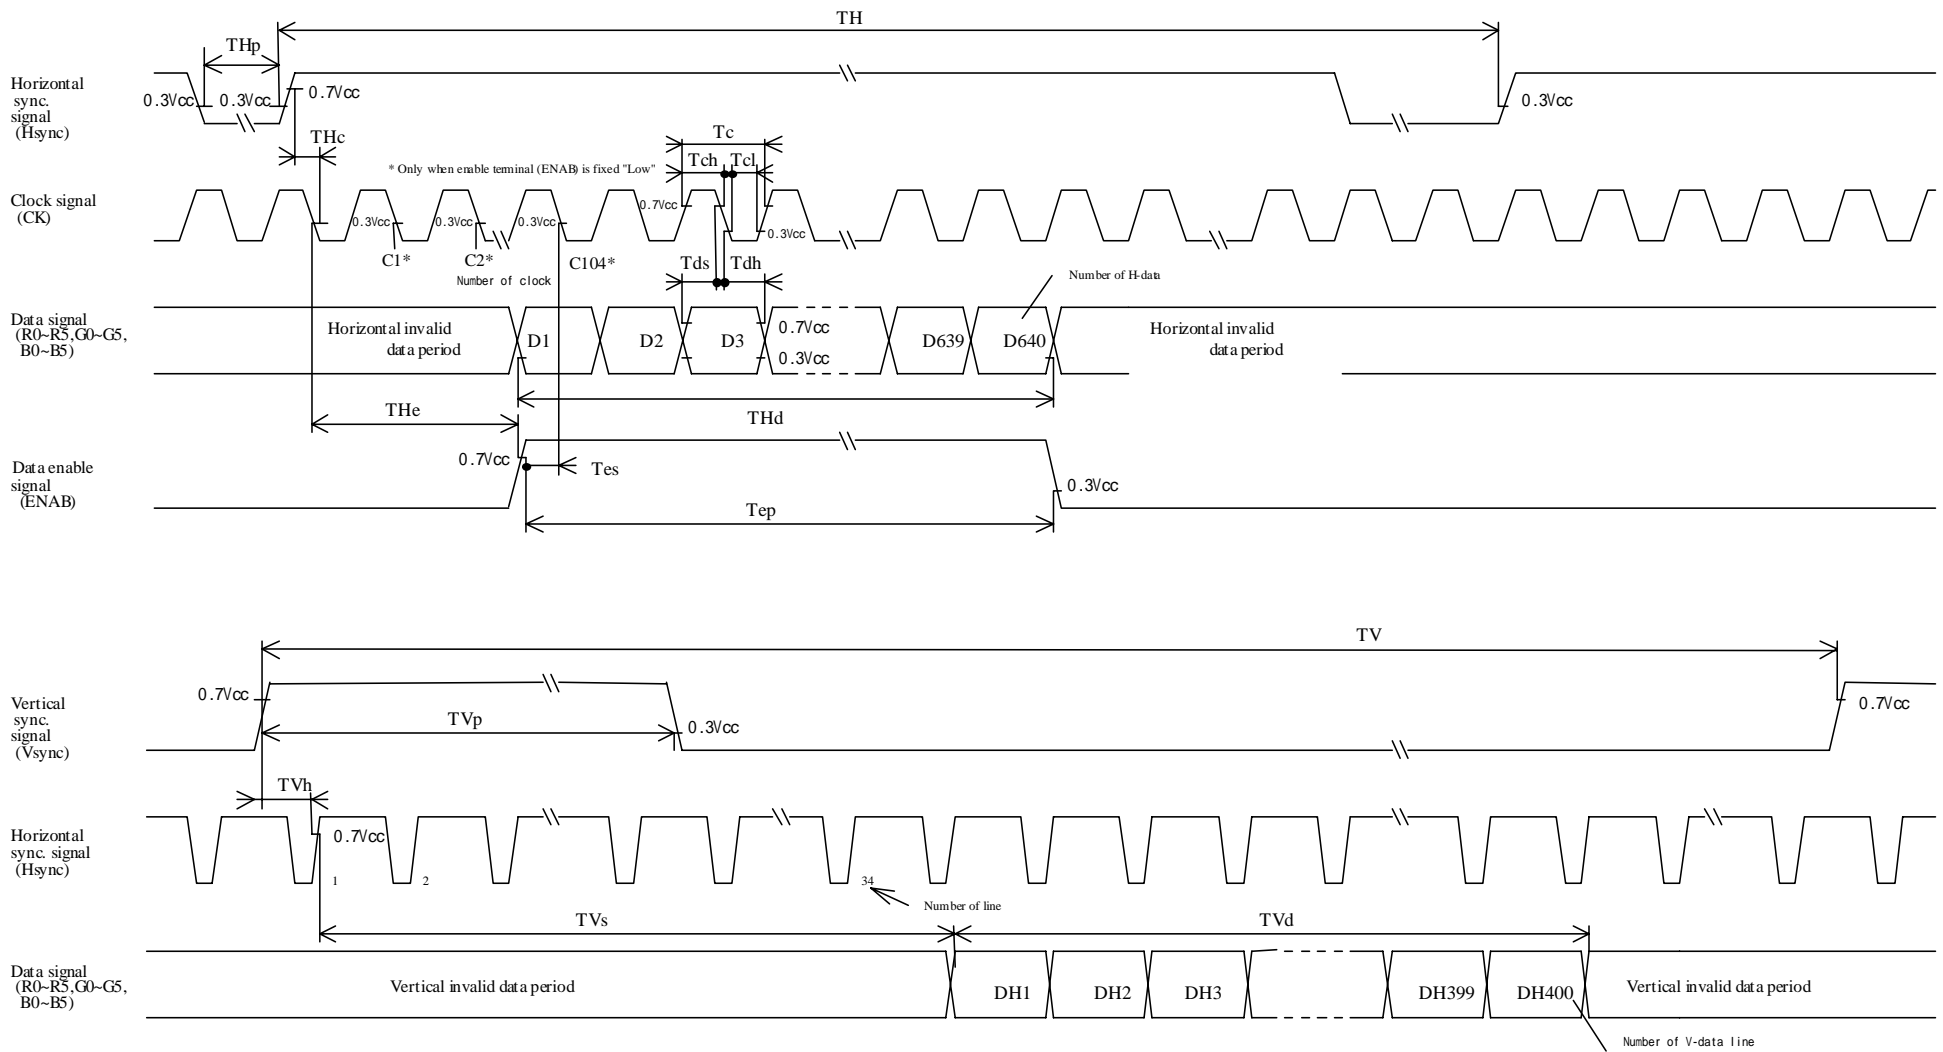 TH
THp
Horizontal
sync.
signal
(Hsync)
0.3Vcc
0.3Vcc
0.7Vcc
0.3Vcc
THc
Tc
* Only when enable terminal (ENAB) is fixed "Low"
Tch
Tcl
Clock signal
(CK)
0.3Vcc
0.3Vcc
0.3Vcc
0.7Vcc
0.3Vcc
C1*
C2*
C104*
Number of clock
Tds
Tdh
Number of H-data
Data signal
(R0~R5,G0~G5,
B0~B5)
Horizontal invalid
data period
D1
D2
D3
0.7Vcc
0.3Vcc
D639
D640
Horizontal invalid
data period
THe
THd
Data enable
signal
(ENAB)
0.7Vcc
Tes
0.3Vcc
Tep
TV
Vertical
sync.
signal
(Vsync)
0.7Vcc
TVp
0.3Vcc
0.7Vcc
TVh
Horizontal
sync. signal
(Hsync)
0.7Vcc
1
2
34
Number of line
TVs
TVd
Data signal
(R0~R5,G0~G5,
B0~B5)
Vertical invalid data period
DH1
DH2
DH3
DH399
DH400
Vertical invalid data period
Number of V-data line